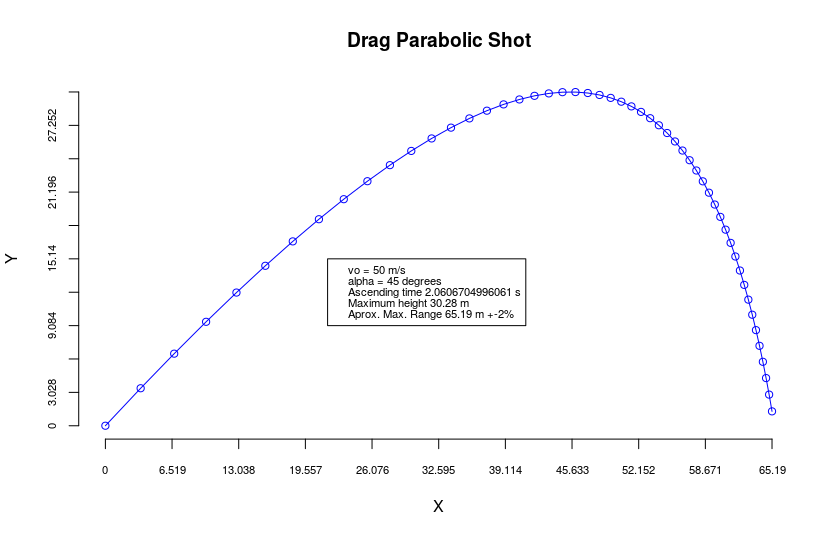 Drag Parabolic Shot
Y
27.252
21.196
15.14
9.084
3.028
0
vo = 50 m/s
alpha = 45 degrees
Ascending time 2.0606704996061 s
Maximum height 30.28 m
Aprox. Max. Range 65.19 m +-2%
0 6.519 13.038 19.557 26.076 32.595 39.114 45.633 52.152 58.671 65.19
X